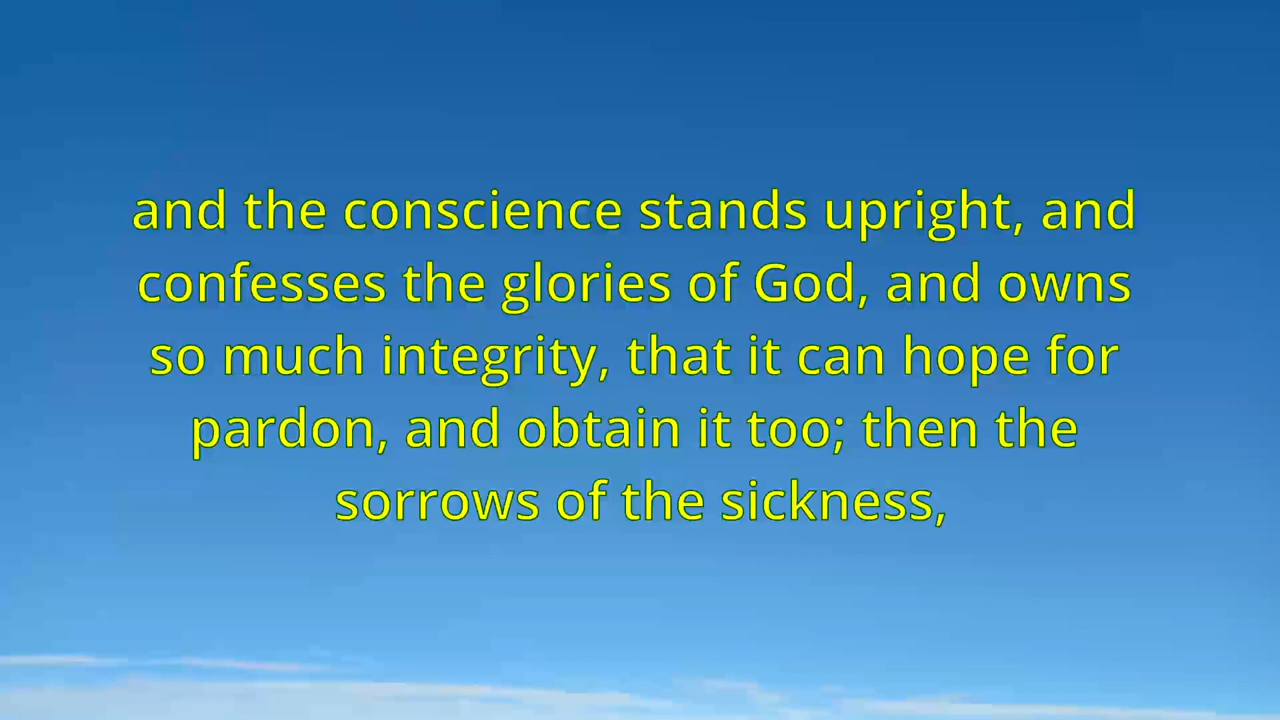 and the conscience stands upright, and
confesses the glories of God, and owns
so much integrity, that it can hope for
pardon, and obtain it too; then the
sorrows of the sickness,